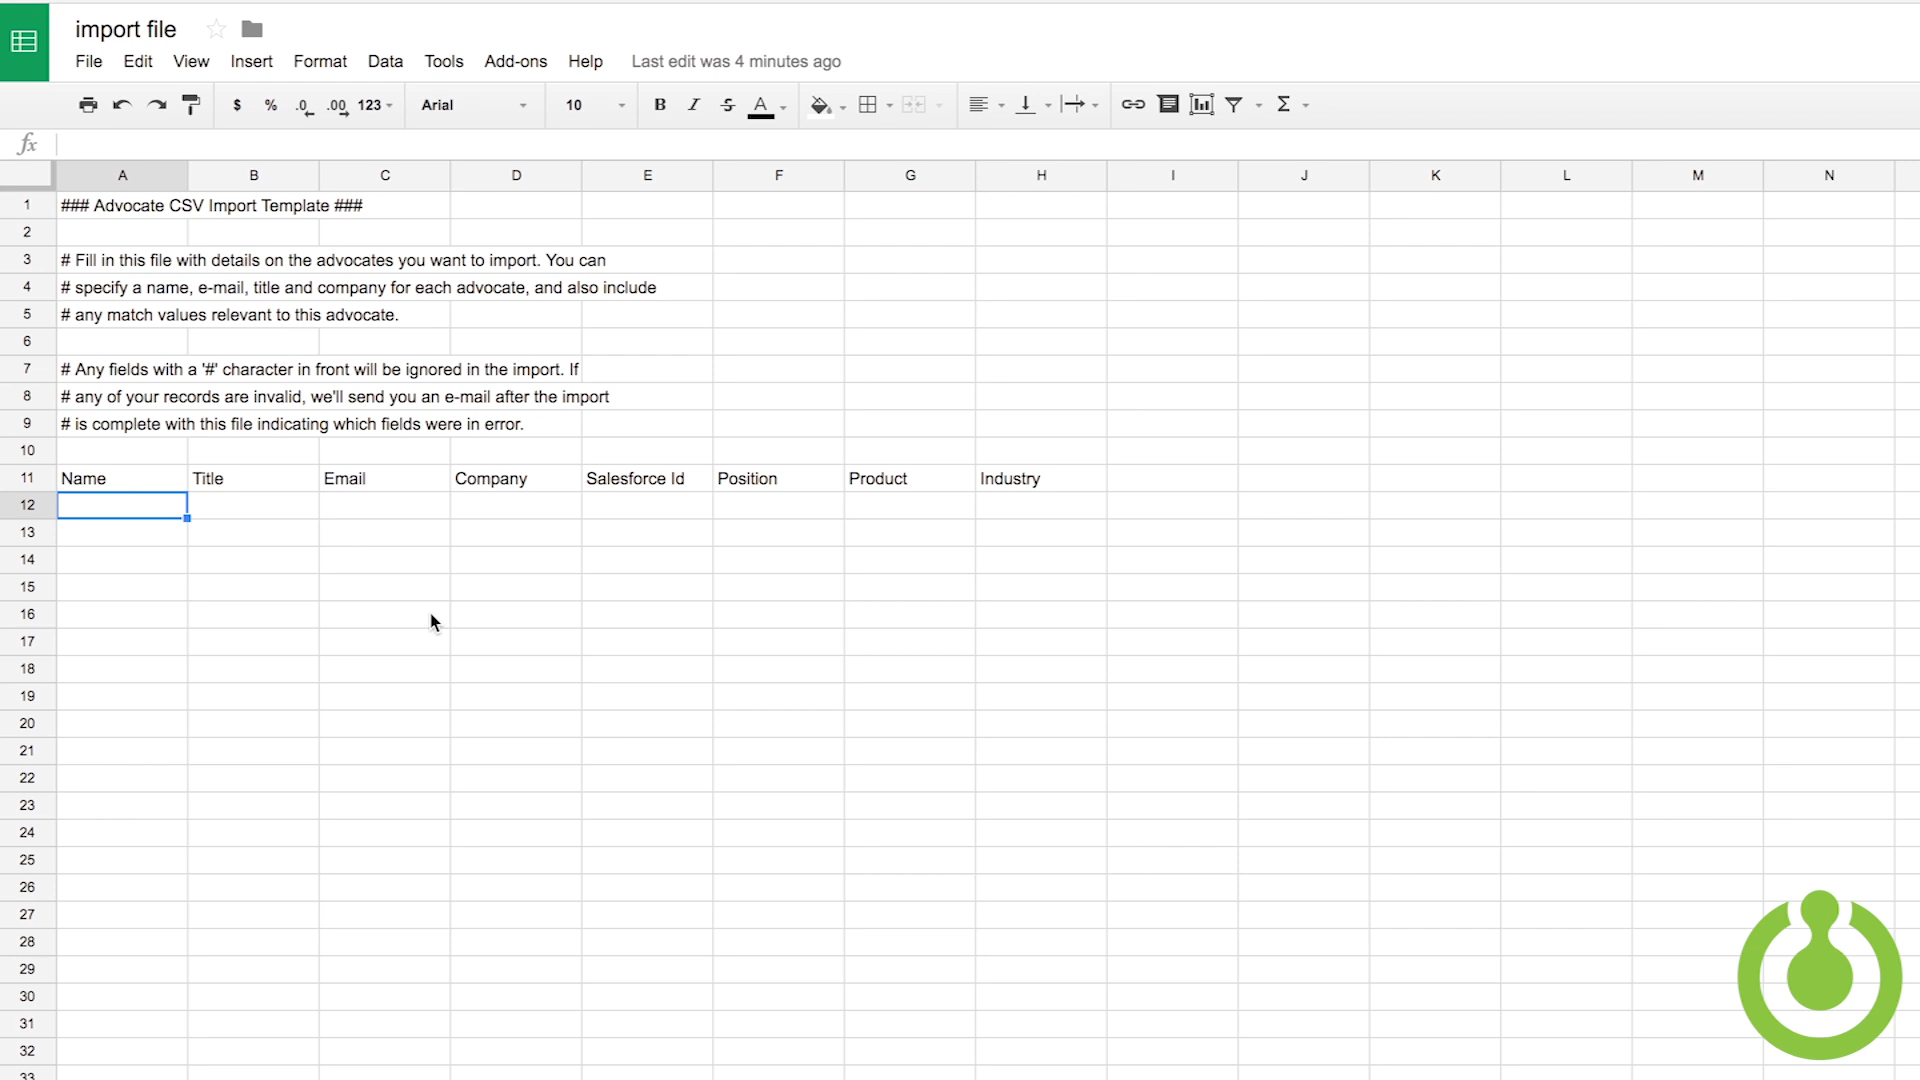 import file
File Edit View Insert Format Data Tools Add-ons Help Last edit was 4 minutes ago
$ % .0 .00 123 Arial 10 B I S A Σ
fx
A B C D E F G H I J K L M N
1 ### Advocate CSV Import Template ###
2
3 # Fill in this file with details on the advocates you want to import. You can
4 # specify a name, e-mail, title and company for each advocate, and also include
5 # any match values relevant to this advocate.
6
7 # Any fields with a '#' character in front will be ignored in the import. If
8 # any of your records are invalid, we'll send you an e-mail after the import
9 # is complete with this file indicating which fields were in error.
10
11 Name Title Email Company Salesforce Id Position Product Industry
12
13
14
15
16
17
18
19
20
21
22
23
24
25
26
27
28
29
30
31
32
33